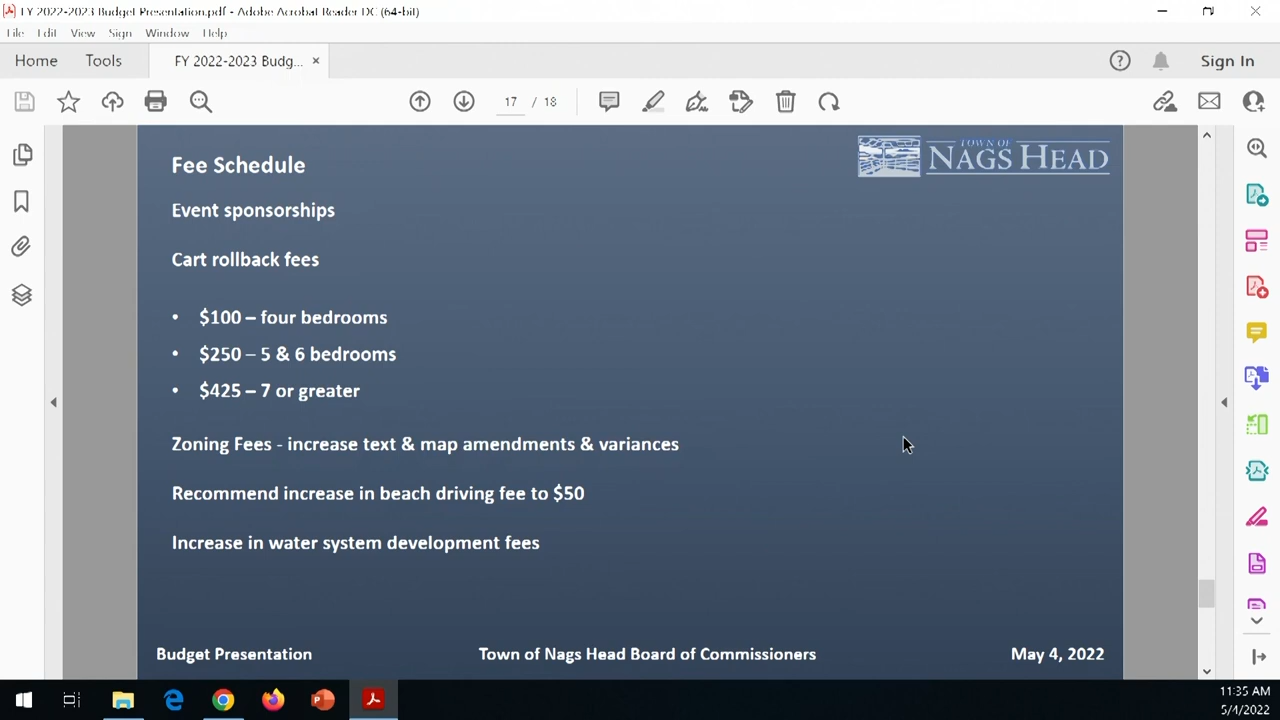 FY 2022-2023 Budget Presentation.pdf - Adobe Acrobat Reader DC (64-bit)
File Edit View Sign Window Help
Home Tools FY 2022-2023 Budg... × Sign In
17 / 18
TOWN OF
NAGS HEAD
Fee Schedule
Event sponsorships
Cart rollback fees
• $100 – four bedrooms
• $250 – 5 & 6 bedrooms
• $425 – 7 or greater
Zoning Fees - increase text & map amendments & variances
Recommend increase in beach driving fee to $50
Increase in water system development fees
Budget Presentation Town of Nags Head Board of Commissioners May 4, 2022
11:35 AM
5/4/2022